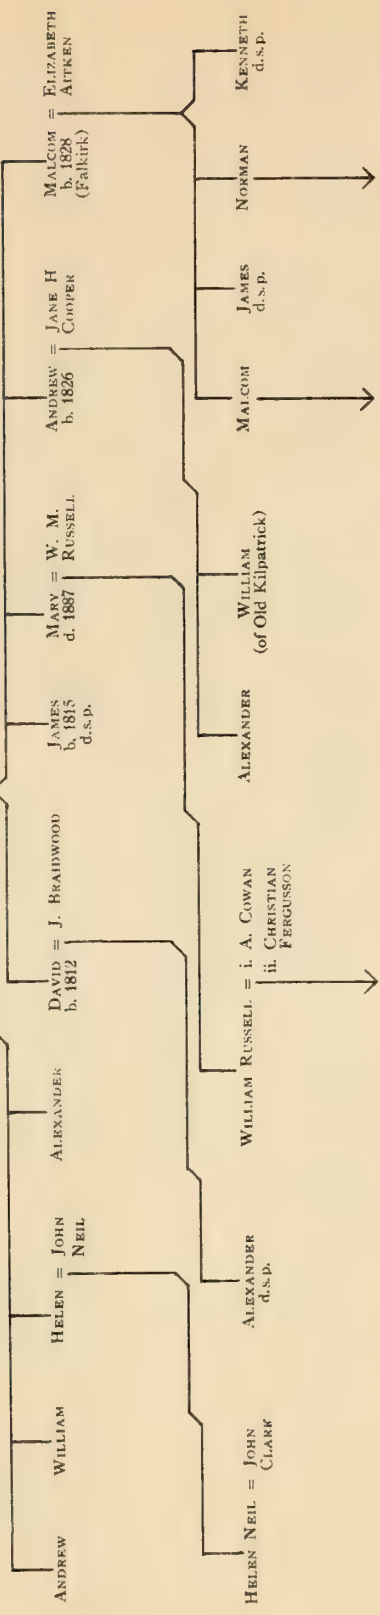 ANDREW
WILLIAM
HELEN = JOHN
NEIL
ALEXANDER
DAVID = J. BRAIDWOOD
b. 1812
JAMES
b. 1815
d.s.p.
MARY = W. M.
d. 1887 RUSSELL
ANDREW = JANE H
b. 1826 COOPER
MALCOM = ELIZABETH
b. 1828 AITKEN
(Falkirk)
HELEN NEIL = JOHN
CLARK
ALEXANDER
d.s.p.
WILLIAM RUSSELL = i. A. COWAN
ii. CHRISTIAN
FERGUSSON
ALEXANDER
WILLIAM
(of Old Kilpatrick)
MALCOM
JAMES
d.s.p.
NORMAN
KENNETH
d.s.p.